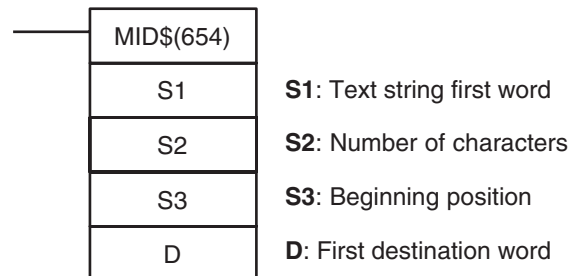 MID$(654)
S1 S1: Text string first word
S2 S2: Number of characters
S3 S3: Beginning position
D D: First destination word